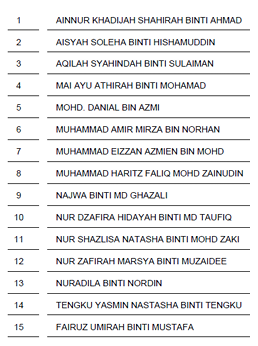 1 AINNUR KHADIJAH SHAHIRAH BINTI AHMAD
2 AISYAH SOLEHA BINTI HISHAMUDDIN
3 AQILAH SYAHINDAH BINTI SULAIMAN
4 MAI AYU ATHIRAH BINTI MOHAMAD
5 MOHD. DANIAL BIN AZMI
6 MUHAMMAD AMIR MIRZA BIN NORHAN
7 MUHAMMAD EIZZAN AZMIEN BIN MOHD
8 MUHAMMAD HARITZ FALIQ MOHD ZAINUDIN
9 NAJWA BINTI MD GHAZALI
10 NUR DZAFIRA HIDAYAH BINTI MD TAUFIQ
11 NUR SHAZLISA NATASHA BINTI MOHD ZAKI
12 NUR ZAFIRAH MARSYA BINTI MUZAIDEE
13 NURADILA BINTI NORDIN
14 TENGKU YASMIN NASTASHA BINTI TENGKU
15 FAIRUZ UMIRAH BINTI MUSTAFA